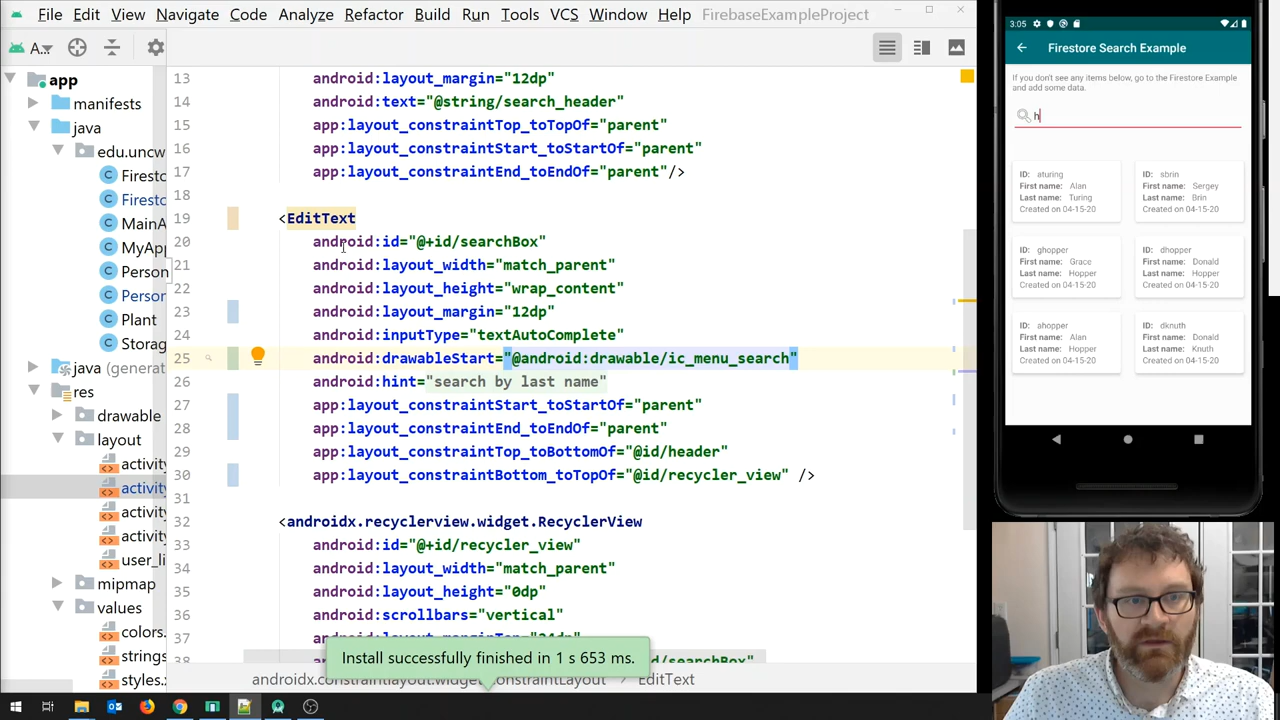 File Edit View Navigate Code Analyze Refactor Build Run Tools VCS Window Help FirebaseExampleProject
A...
app
manifests
java
edu.uncw
Firesto
Firesto
MainA
MyApp
Person
Person
Plant
Storag
java (generat
res
drawable
layout
activity
activity
activity
activity
user_li
mipmap
values
colors.
strings
styles.
13 android:layout_margin="12dp"
14 android:text="@string/search_header"
15 app:layout_constraintTop_toTopOf="parent"
16 app:layout_constraintStart_toStartOf="parent"
17 app:layout_constraintEnd_toEndOf="parent"/>
18
19 <EditText
20 android:id="@+id/searchBox"
21 android:layout_width="match_parent"
22 android:layout_height="wrap_content"
23 android:layout_margin="12dp"
24 android:inputType="textAutoComplete"
25 android:drawableStart="@android:drawable/ic_menu_search"
26 android:hint="search by last name"
27 app:layout_constraintStart_toStartOf="parent"
28 app:layout_constraintEnd_toEndOf="parent"
29 app:layout_constraintTop_toBottomOf="@id/header"
30 app:layout_constraintBottom_toTopOf="@id/recycler_view" />
31
32 <androidx.recyclerview.widget.RecyclerView
33 android:id="@+id/recycler_view"
34 android:layout_width="match_parent"
35 android:layout_height="0dp"
36 android:scrollbars="vertical"
37
38
Install successfully finished in 1 s 653 ms.
androidx.constraintlayout.widget EditText
3:05
Firestore Search Example
If you don't see any items below, go to the Firestore Example
and add some data.
h
ID: aturing
First name: Alan
Last name: Turing
Created on 04-15-20
ID: sbrin
First name: Sergey
Last name: Brin
Created on 04-15-20
ID: ghopper
First name: Grace
Last name: Hopper
Created on 04-15-20
ID: dhopper
First name: Donald
Last name: Hopper
Created on 04-15-20
ID: ahopper
First name: Alan
Last name: Hopper
Created on 04-15-20
ID: dknuth
First name: Donald
Last name: Knuth
Created on 04-15-20